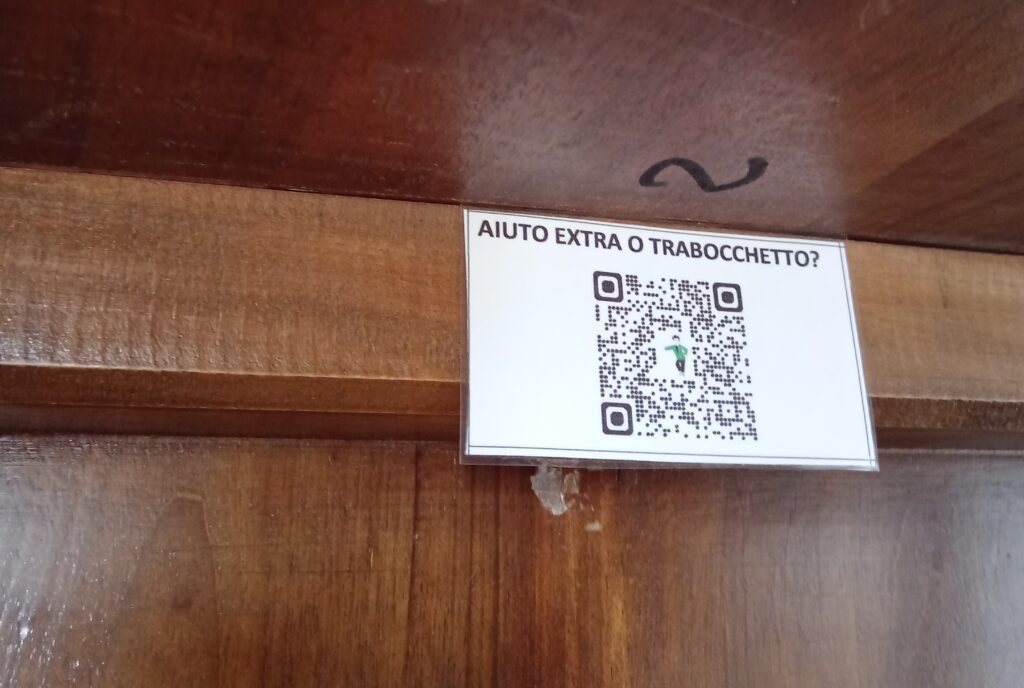 AIUTO EXTRA O TRABOCCHETTO?